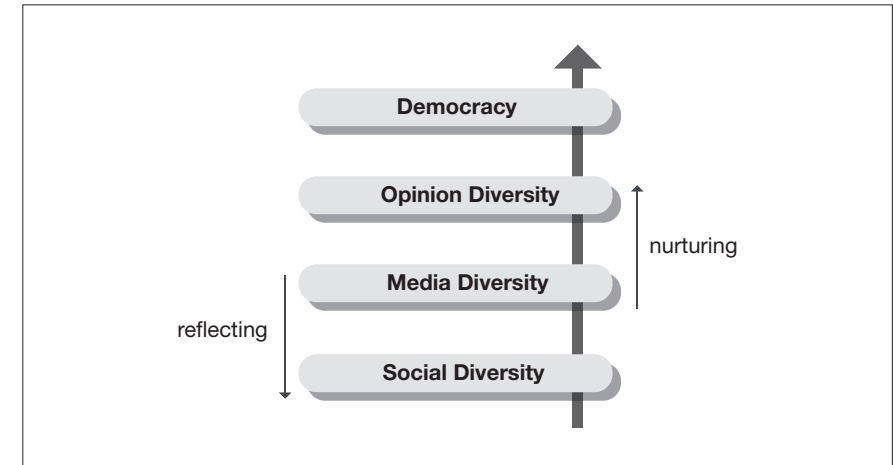 Democracy
Opinion Diversity
nurturing
Media Diversity
reflecting
Social Diversity